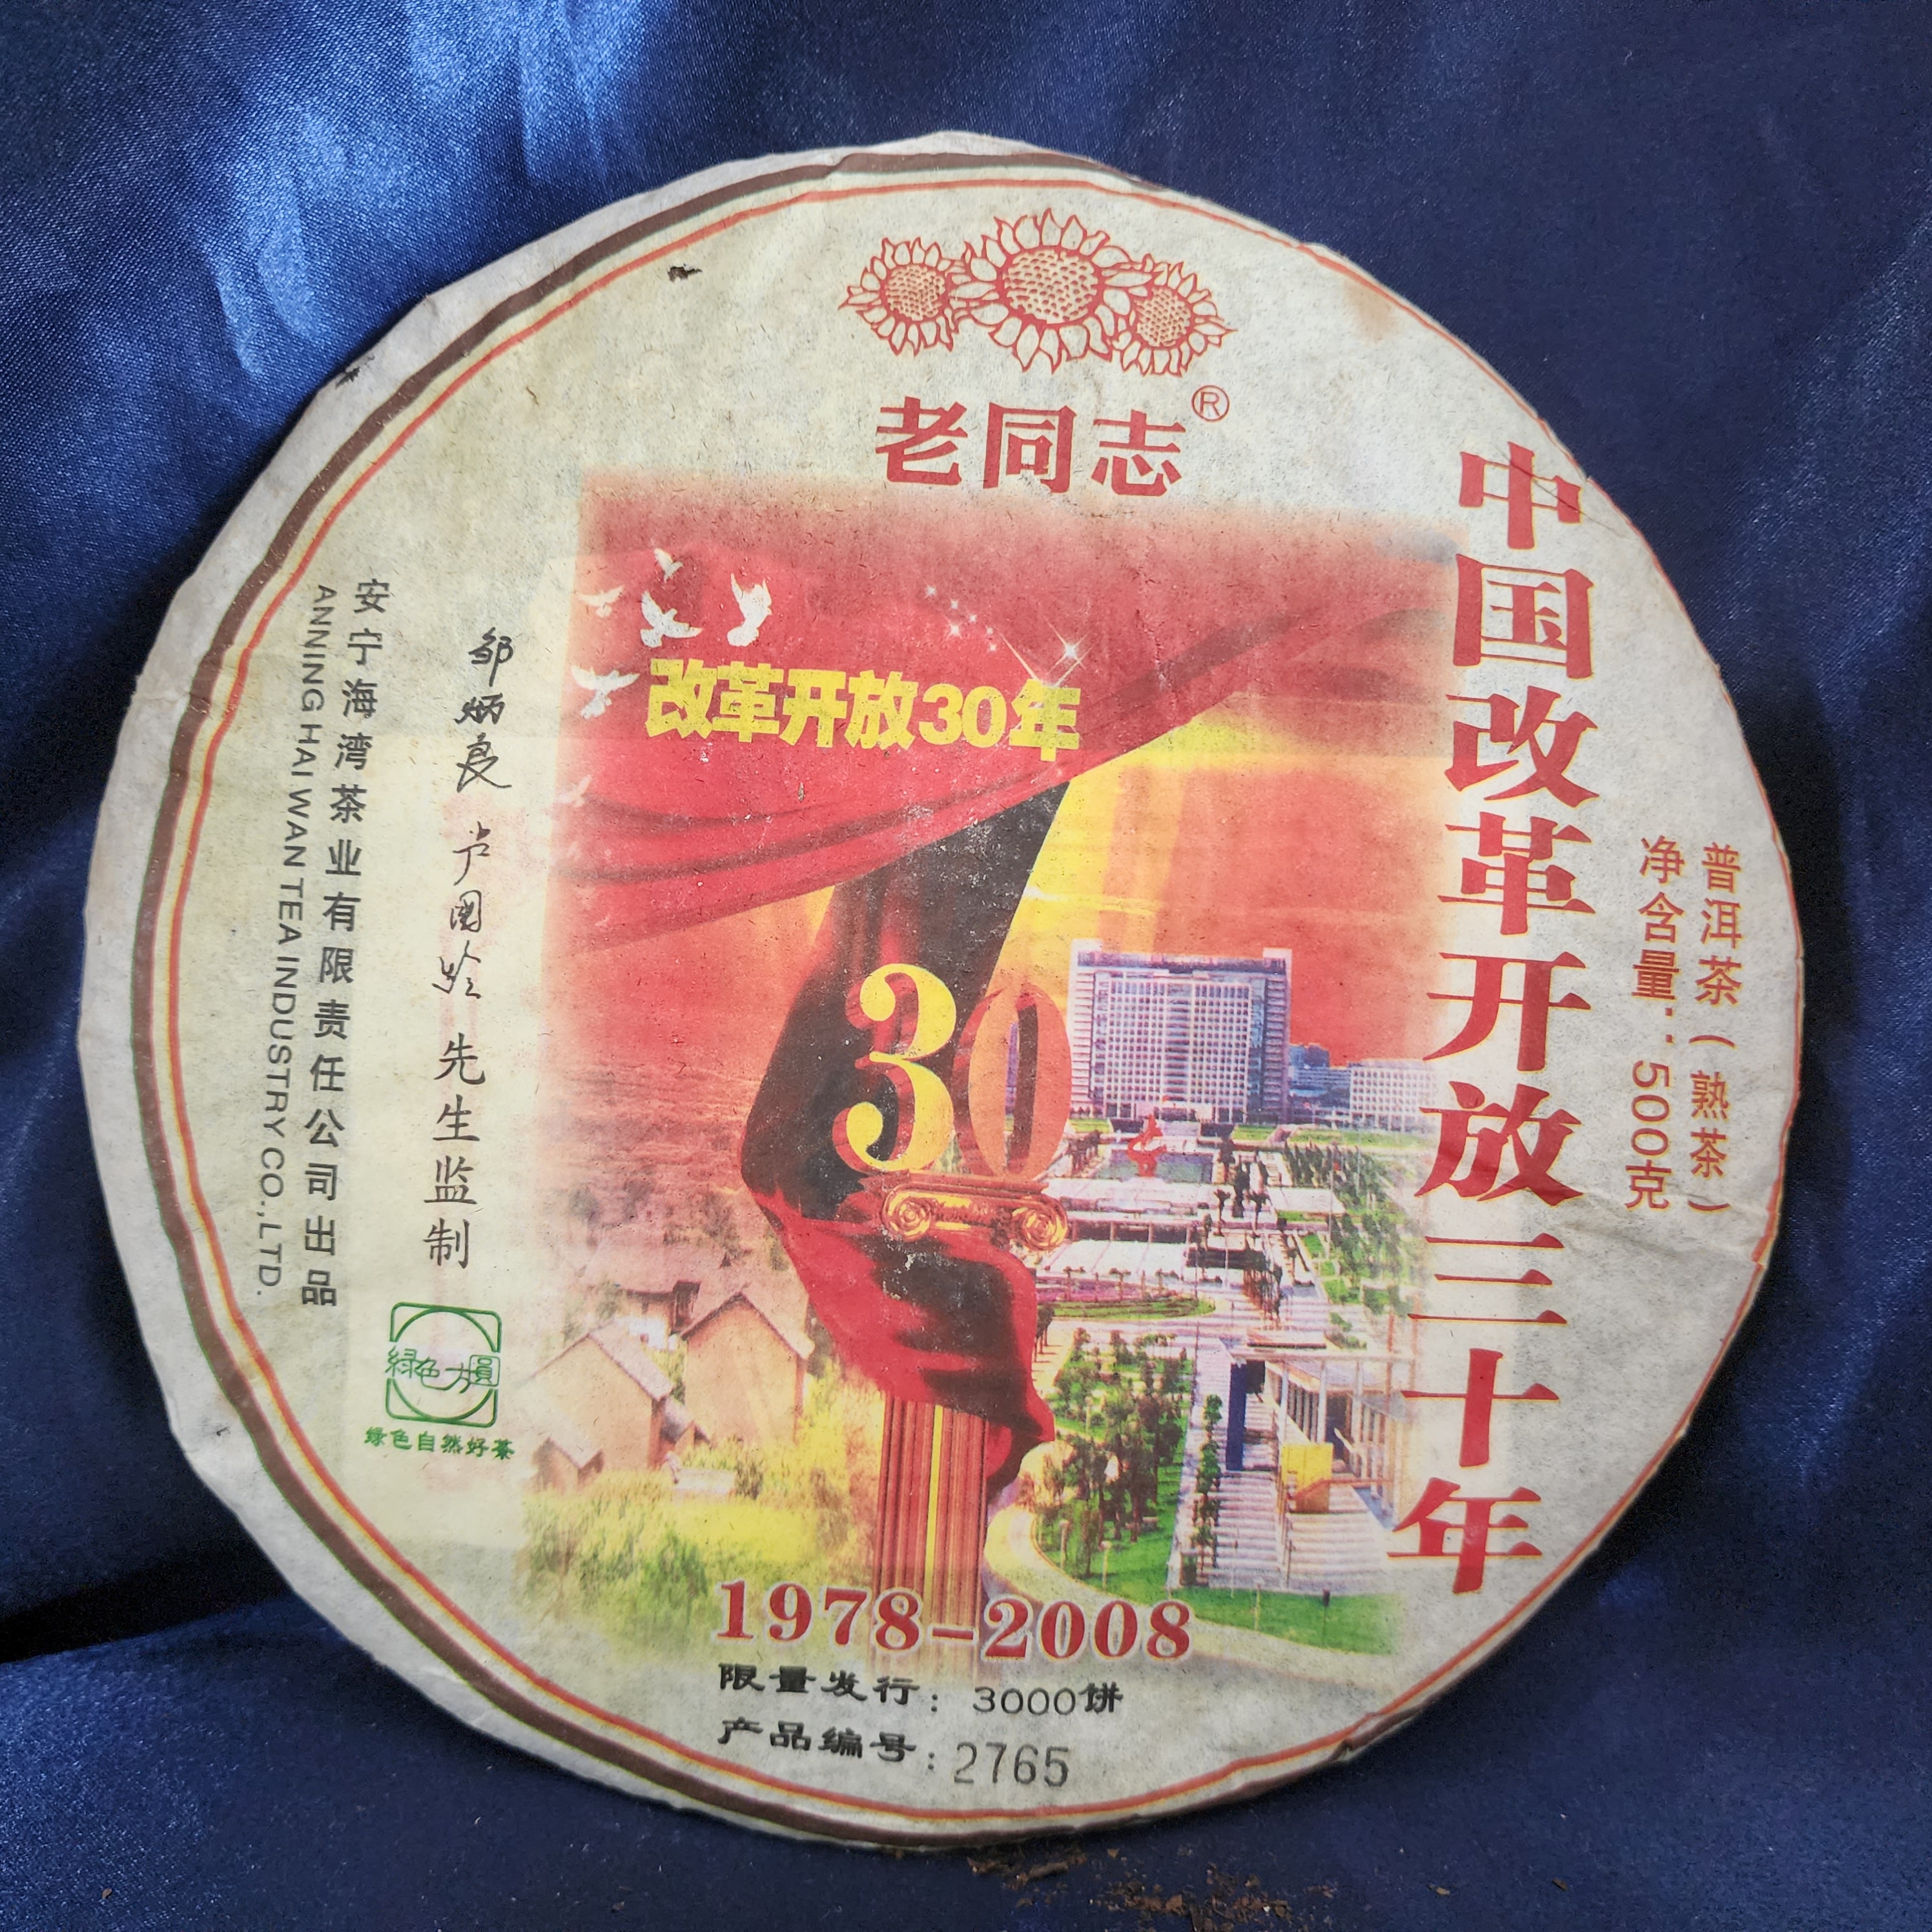 老同志®
中国改革开放三十年
普洱茶（熟茶）
净含量：500克
改革开放30年
30
邹炳良 卢国龄 先生监制
安宁海湾茶业有限责任公司出品
ANNING HAI WAN TEA INDUSTRY CO.,LTD.
緑色方圓
绿色自然好茶
1978-2008
限量发行：3000饼
产品编号：2765